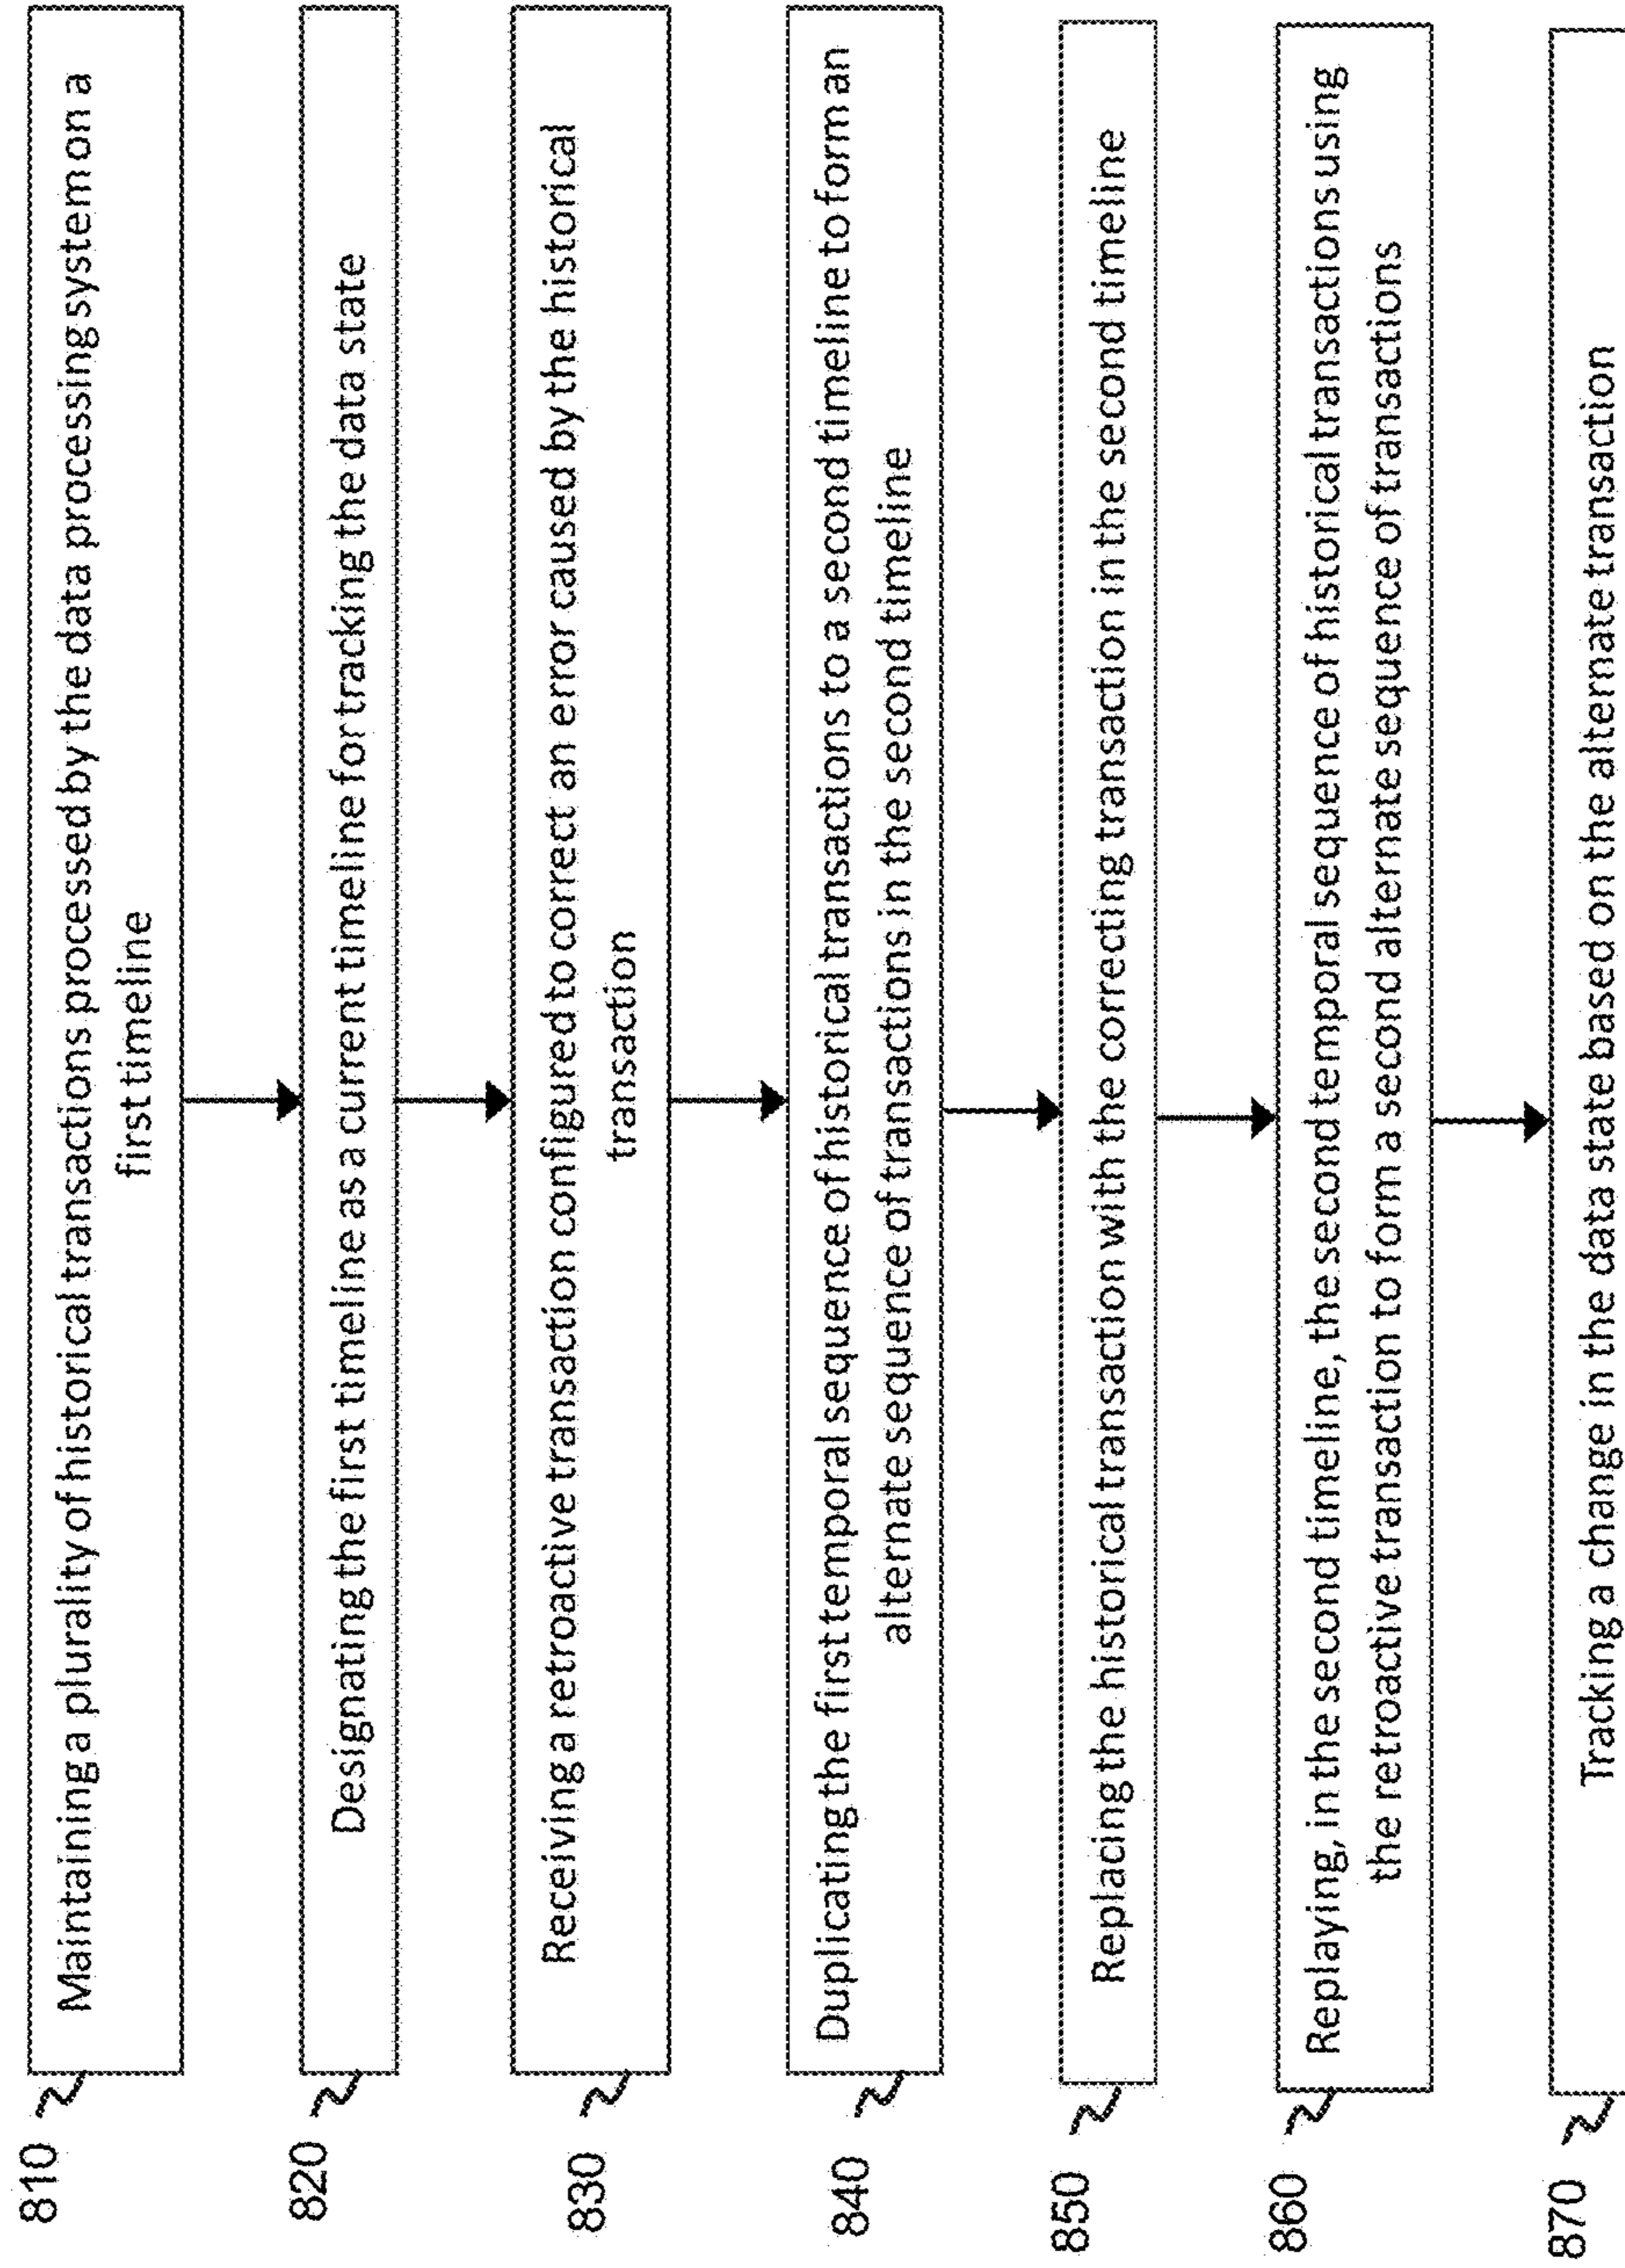 810
Maintaining a plurality of historical transactions processed by the data processing system on a
first timeline
820
Designating the first timeline as a current timeline for tracking the data state
830
Receiving a retroactive transaction configured to correct an error caused by the historical
transaction
840
Duplicating the first temporal sequence of historical transactions to a second timeline to form an
alternate sequence of transactions in the second timeline
850
Replacing the historical transaction with the correcting transaction in the second timeline
860
Replaying, in the second timeline, the second temporal sequence of historical transactions using
the retroactive transaction to form a second alternate sequence of transactions
870
Tracking a change in the data state based on the alternate transaction